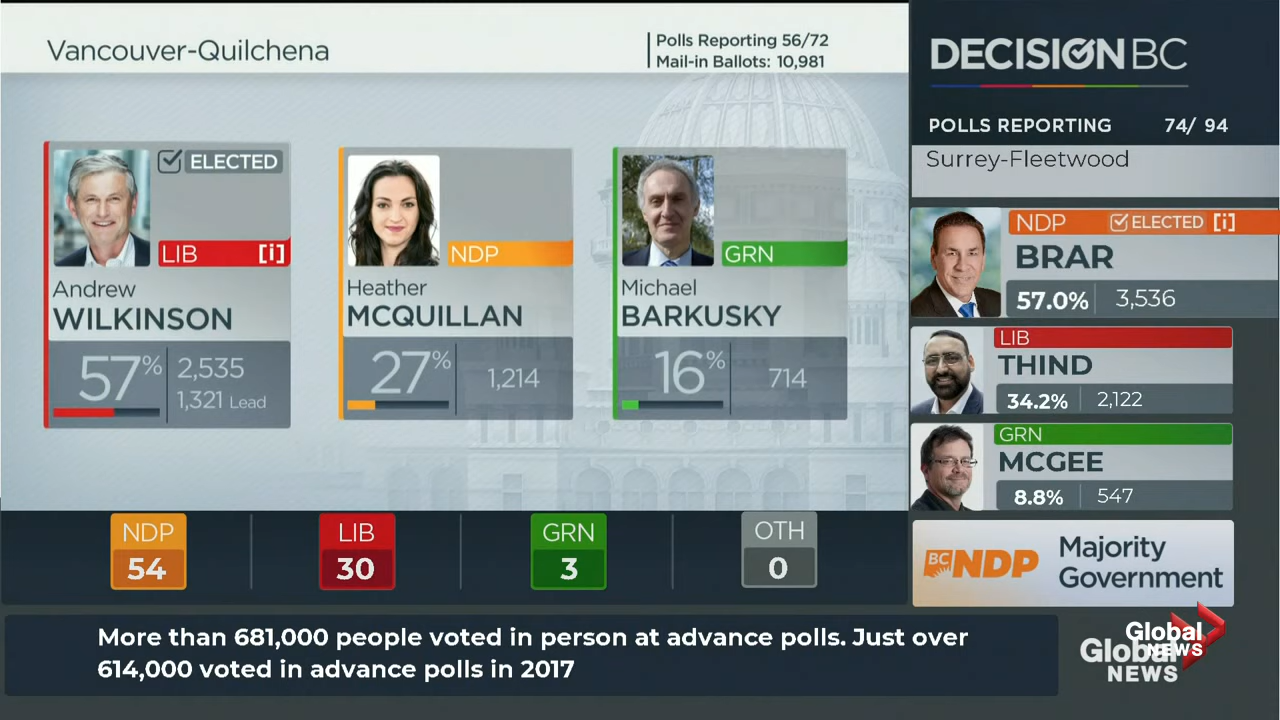 Vancouver-Quilchena
Polls Reporting 56/72
Mail-in Ballots: 10,981
ELECTED
LIB [i]
Andrew
WILKINSON
57%
2,535
1,321 Lead
NDP
Heather
MCQUILLAN
27%
1,214
GRN
Michael
BARKUSKY
16%
714
NDP
54
LIB
30
GRN
3
OTH
0
DECISION BC
POLLS REPORTING 74/ 94
Surrey-Fleetwood
NDP ELECTED [i]
BRAR
57.0% 3,536
LIB
THIND
34.2% 2,122
GRN
MCGEE
8.8% 547
BC NDP
Majority
Government
More than 681,000 people voted in person at advance polls. Just over
614,000 voted in advance polls in 2017
Global
NEWS
Global
NEWS